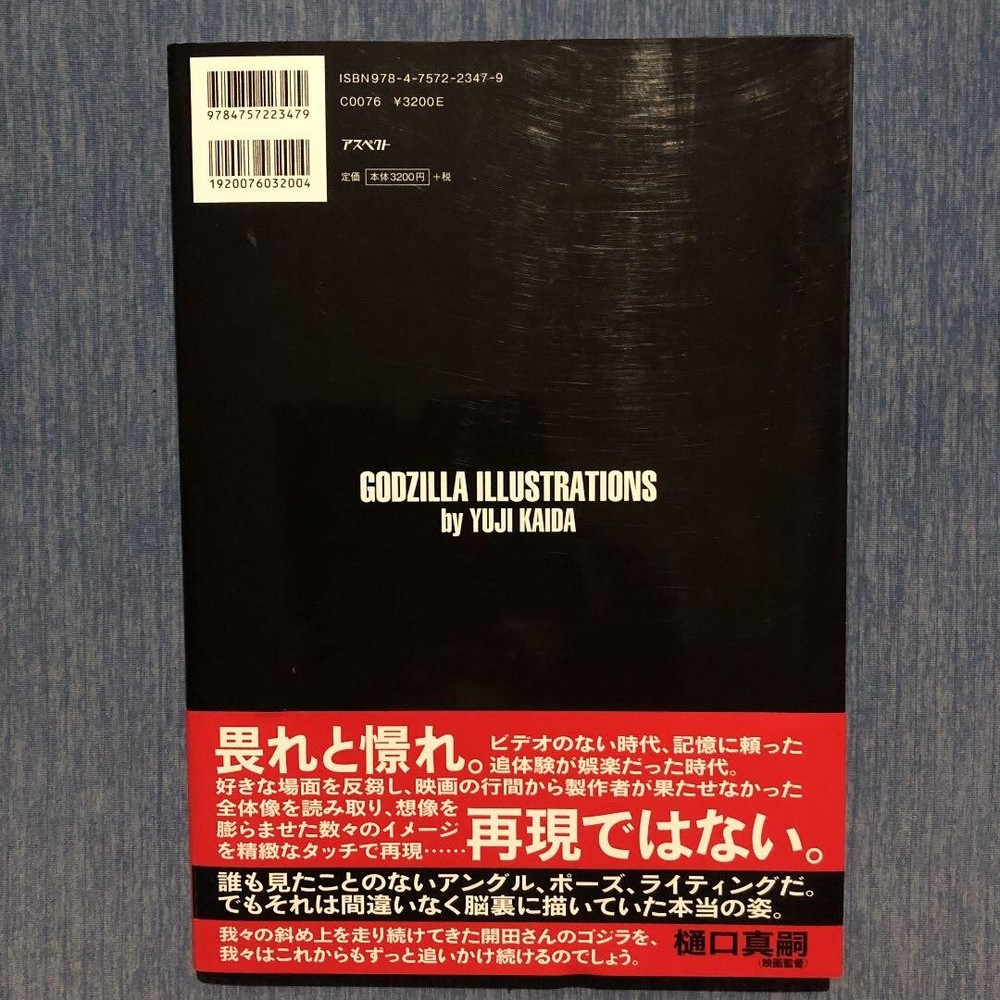 ISBN978-4-7572-2347-9
C0076 ¥3200E
9784757223479
アスペクト
定価 本体3200円 +税
1920076032004
GODZILLA ILLUSTRATIONS
by YUJI KAIDA
畏れと憬れ。
ビデオのない時代、記憶に頼った
追体験が娯楽だった時代。
好きな場面を反芻し、映画の行間から製作者が果たせなかった
全体像を読み取り、想像を
膨らませた数々のイメージ
を精緻なタッチで再現……
再現ではない。
誰も見たことのないアングル、ポーズ、ライティングだ。
でもそれは間違いなく脳裏に描いていた本当の姿。
我々の斜め上を走り続けてきた開田さんのゴジラを、
我々はこれからもずっと追いかけ続けるのでしょう。
樋口真嗣
(映画監督)